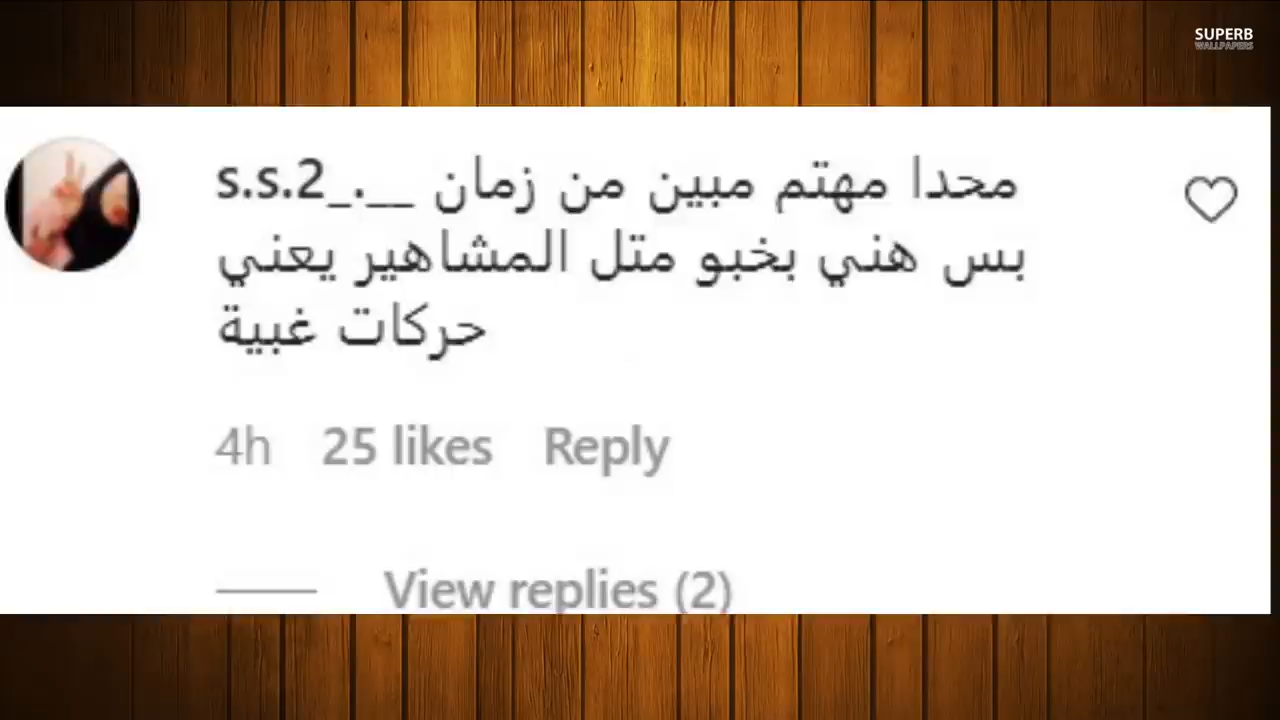 SUPERB
WALLPAPERS
s.s.2_.__ محدا مهتم مبين من زمان
بس هني بخبو متل المشاهير يعني
حركات غبية
4h 25 likes Reply
View replies (2)